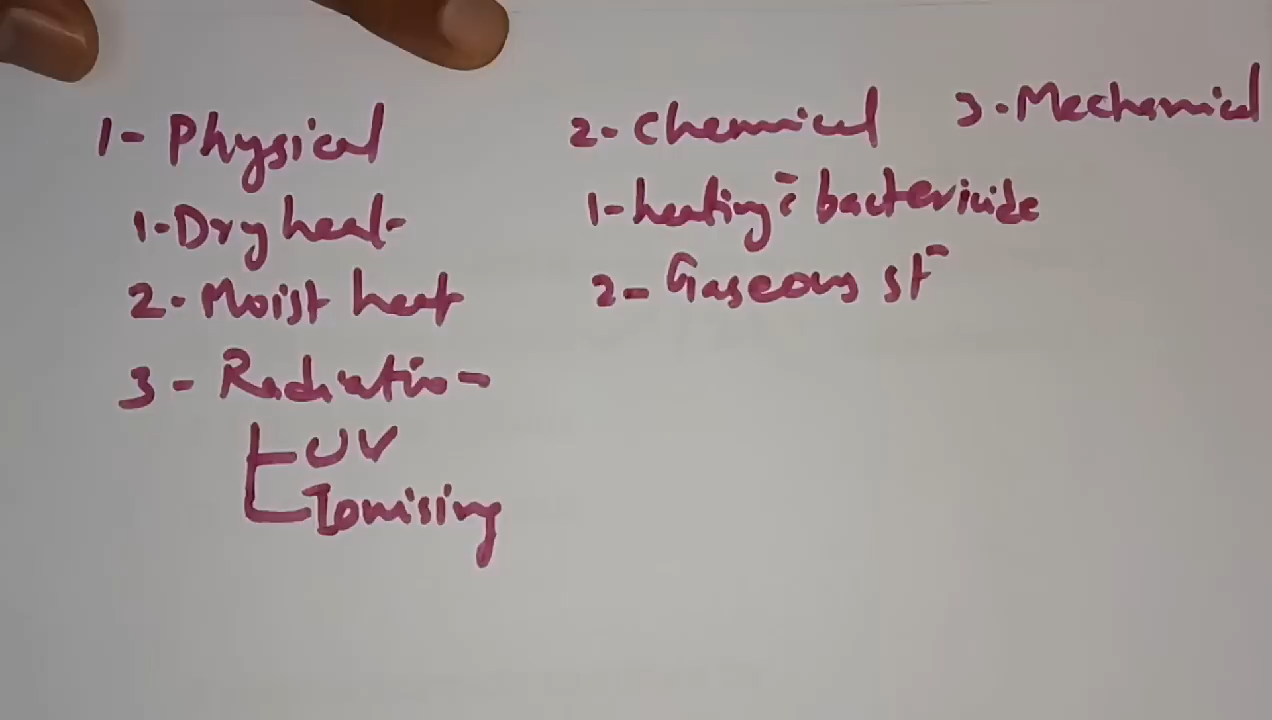 1- Physical
1- Dry heat
2- Moist heat
3- Radiation
UV
Ionising
2- Chemical
1- heating c̄ bactericide
2- Gaseous st
3- Mechanical